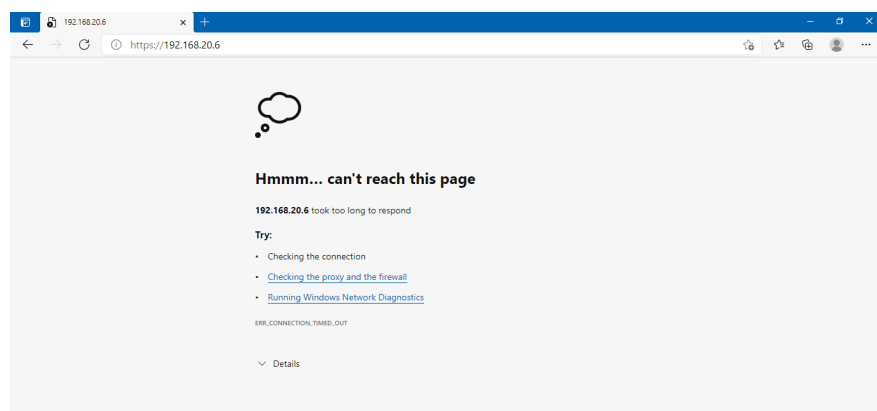 192.168.20.6
https://192.168.20.6
Hmmm... can't reach this page
192.168.20.6 took too long to respond
Try:
• Checking the connection
• Checking the proxy and the firewall
• Running Windows Network Diagnostics
ERR_CONNECTION_TIMED_OUT
Details